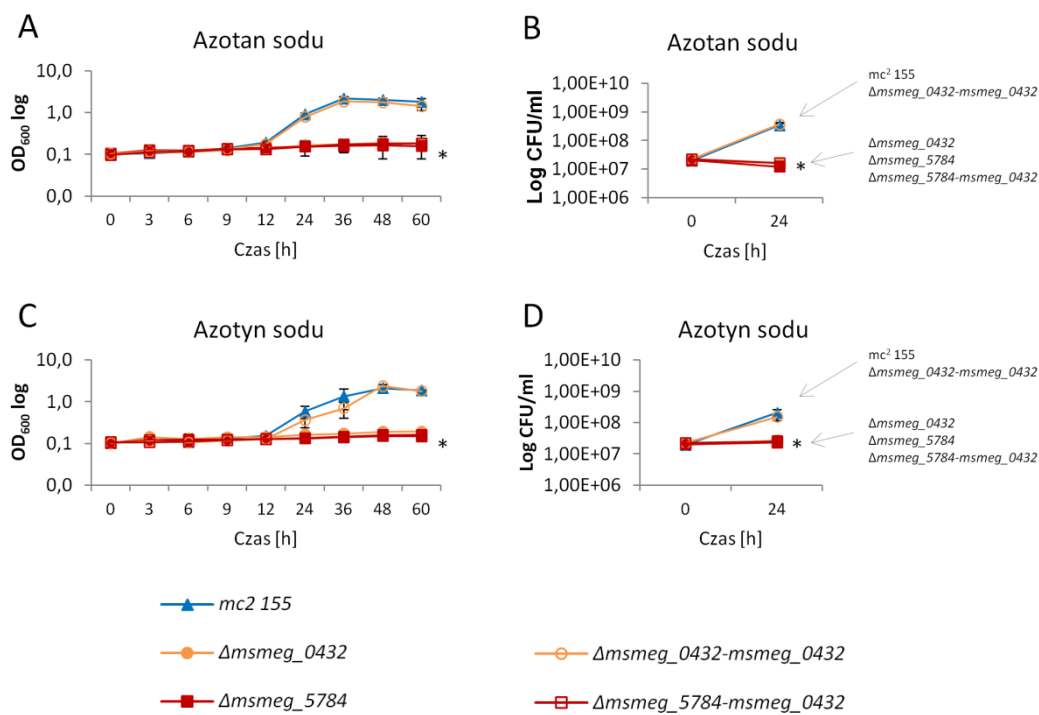 A
Azotan sodu
OD600 log
10,0
1,0
0,1
0,0
*
0 3 6 9 12 24 36 48 60
Czas [h]
B
Azotan sodu
Log CFU/ml
1,00E+10
1,00E+09
1,00E+08
1,00E+07
1,00E+06
*
0 24
Czas [h]
mc2 155
Δmsmeg_0432-msmeg_0432
Δmsmeg_0432
Δmsmeg_5784
Δmsmeg_5784-msmeg_0432
C
Azotyn sodu
OD600 log
10,0
1,0
0,1
0,0
*
0 3 6 9 12 24 36 48 60
Czas [h]
D
Azotyn sodu
Log CFU/ml
1,00E+10
1,00E+09
1,00E+08
1,00E+07
1,00E+06
*
0 24
Czas [h]
mc2 155
Δmsmeg_0432-msmeg_0432
Δmsmeg_0432
Δmsmeg_5784
Δmsmeg_5784-msmeg_0432
mc2 155
Δmsmeg_0432
Δmsmeg_0432-msmeg_0432
Δmsmeg_5784
Δmsmeg_5784-msmeg_0432